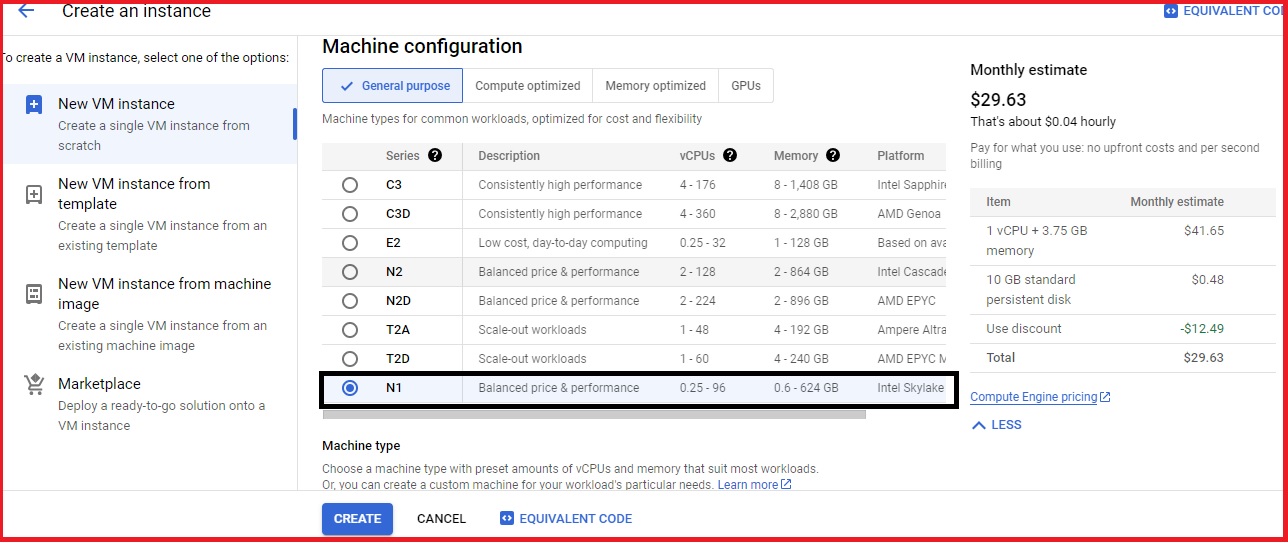 Create an instance
EQUIVALENT
To create a VM instance, select one of the options:
New VM instance
Create a single VM instance from
scratch
New VM instance from
template
Create a single VM instance from an
existing template
New VM instance from machine
image
Create a single VM instance from an
existing machine image
Marketplace
Deploy a ready-to-go solution onto a
VM instance
Machine configuration
General purpose Compute optimized Memory optimized GPUs
Machine types for common workloads, optimized for cost and flexibility
Series ? Description vCPUs ? Memory ? Platform
C3 Consistently high performance 4 - 176 8 - 1,408 GB Intel Sapphire
C3D Consistently high performance 4 - 360 8 - 2,880 GB AMD Genoa
E2 Low cost, day-to-day computing 0.25 - 32 1 - 128 GB Based on ava
N2 Balanced price & performance 2 - 128 2 - 864 GB Intel Cascade
N2D Balanced price & performance 2 - 224 2 - 896 GB AMD EPYC
T2A Scale-out workloads 1 - 48 4 - 192 GB Ampere Altra
T2D Scale-out workloads 1 - 60 4 - 240 GB AMD EPYC M
N1 Balanced price & performance 0.25 - 96 0.6 - 624 GB Intel Skylake
Machine type
Choose a machine type with preset amounts of vCPUs and memory that suit most workloads.
Or, you can create a custom machine for your workload's particular needs. Learn more
CREATE CANCEL EQUIVALENT CODE
Monthly estimate
$29.63
That's about $0.04 hourly
Pay for what you use: no upfront costs and per second
billing
Item Monthly estimate
1 vCPU + 3.75 GB
memory
$41.65
10 GB standard
persistent disk
$0.48
Use discount -$12.49
Total $29.63
Compute Engine pricing
LESS